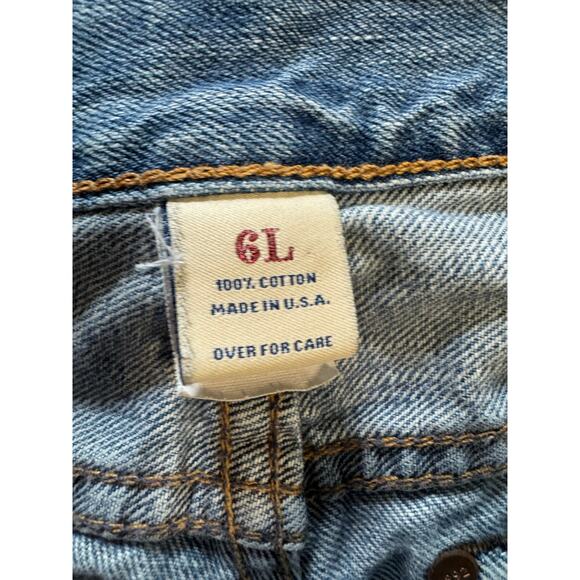 6L
100% COTTON
MADE IN U.S.A.
OVER FOR CARE